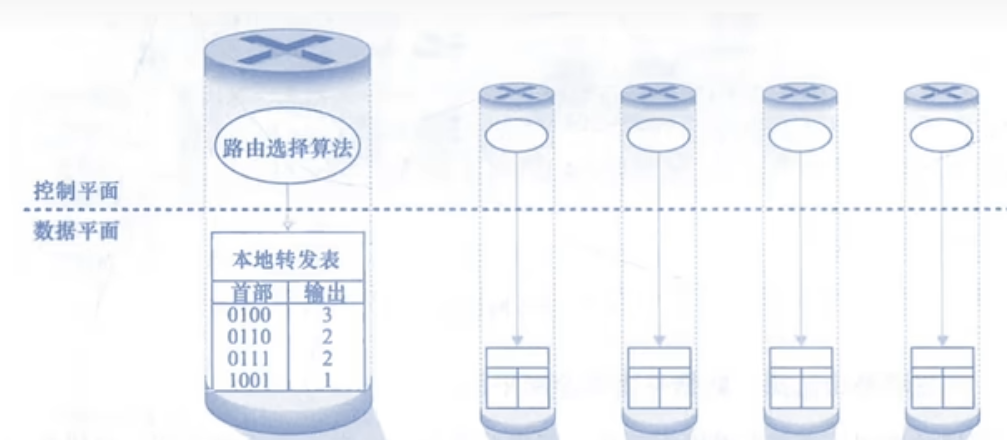 路由选择算法
控制平面
数据平面
本地转发表
首部 输出
0100 3
0110 2
0111 2
1001 1